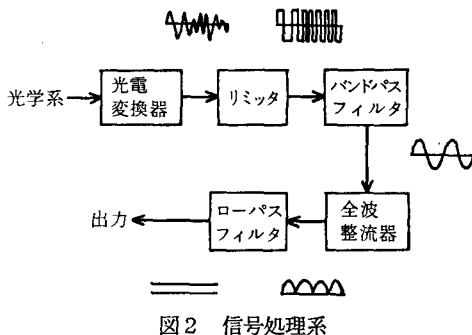 光学系
光電
変換器
リミッタ
バンドパス
フィルタ
出力
ローパス
フィルタ
全波
整流器
図2 信号処理系